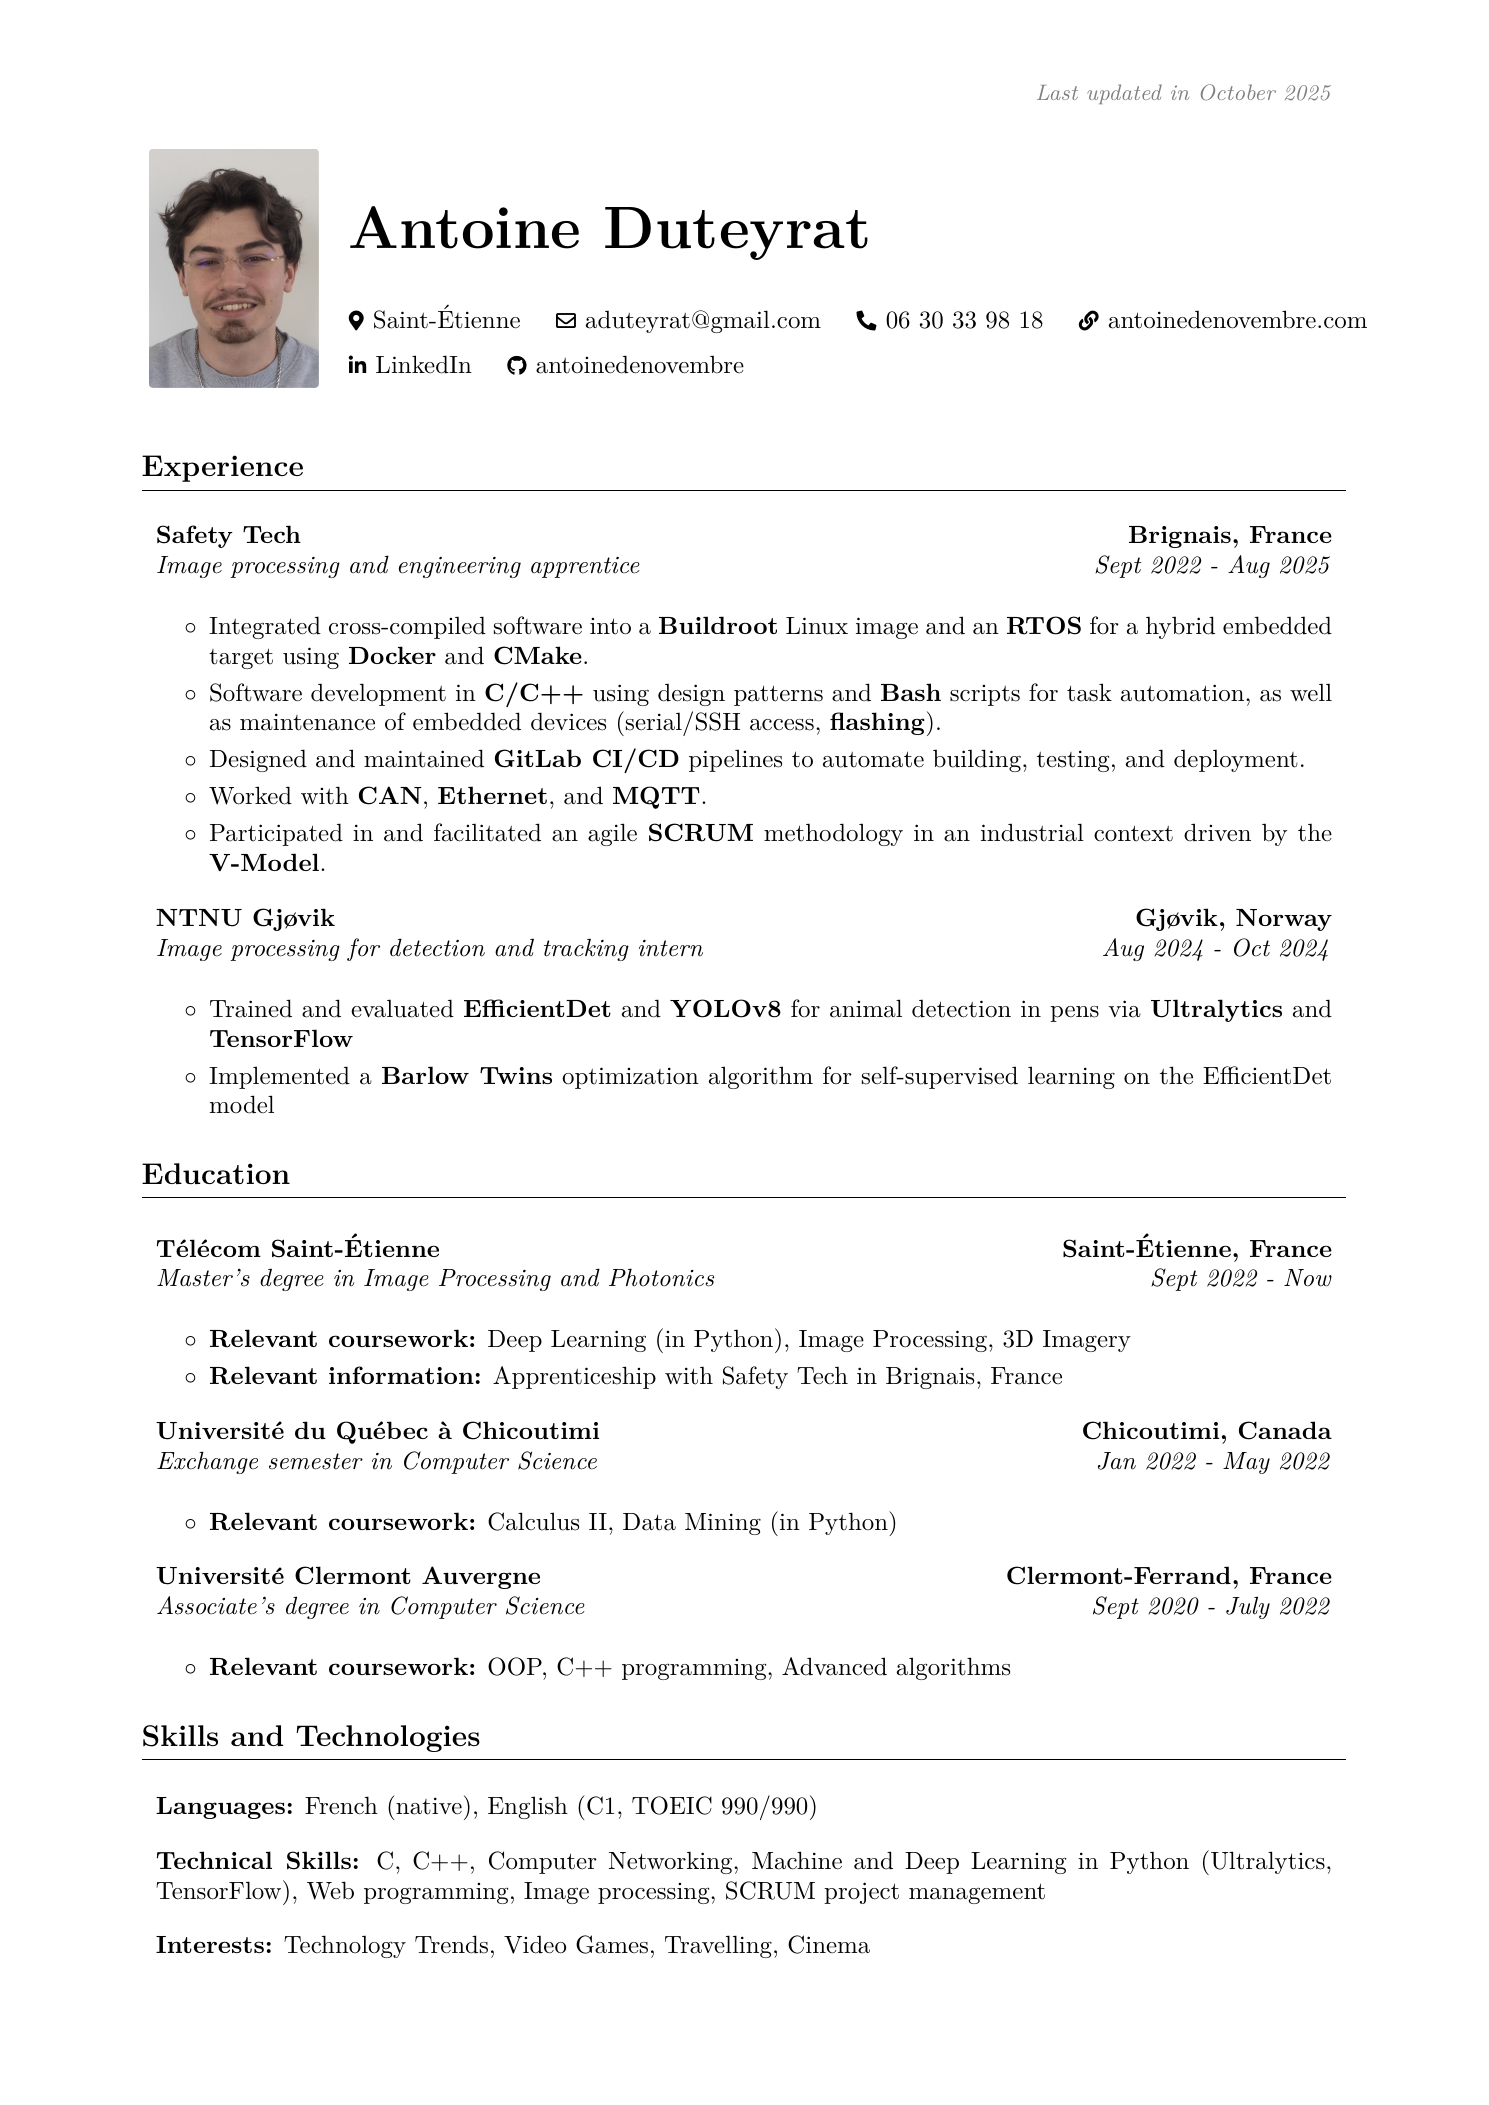 Last updated in October 2025
Antoine Duteyrat
Saint-Étienne aduteyrat@gmail.com 06 30 33 98 18 antoinedenovembre.com
LinkedIn antoinedenovembre
Experience
Safety Tech Brignais, France
Image processing and engineering apprentice Sept 2022 - Aug 2025
◦ Integrated cross-compiled software into a Buildroot Linux image and an RTOS for a hybrid embedded
target using Docker and CMake.
◦ Software development in C/C++ using design patterns and Bash scripts for task automation, as well
as maintenance of embedded devices (serial/SSH access, flashing).
◦ Designed and maintained GitLab CI/CD pipelines to automate building, testing, and deployment.
◦ Worked with CAN, Ethernet, and MQTT.
◦ Participated in and facilitated an agile SCRUM methodology in an industrial context driven by the
V-Model.
NTNU Gjøvik Gjøvik, Norway
Image processing for detection and tracking intern Aug 2024 - Oct 2024
◦ Trained and evaluated EfficientDet and YOLOv8 for animal detection in pens via Ultralytics and
TensorFlow
◦ Implemented a Barlow Twins optimization algorithm for self-supervised learning on the EfficientDet
model
Education
Télécom Saint-Étienne Saint-Étienne, France
Master's degree in Image Processing and Photonics Sept 2022 - Now
◦ Relevant coursework: Deep Learning (in Python), Image Processing, 3D Imagery
◦ Relevant information: Apprenticeship with Safety Tech in Brignais, France
Université du Québec à Chicoutimi Chicoutimi, Canada
Exchange semester in Computer Science Jan 2022 - May 2022
◦ Relevant coursework: Calculus II, Data Mining (in Python)
Université Clermont Auvergne Clermont-Ferrand, France
Associate's degree in Computer Science Sept 2020 - July 2022
◦ Relevant coursework: OOP, C++ programming, Advanced algorithms
Skills and Technologies
Languages: French (native), English (C1, TOEIC 990/990)
Technical Skills: C, C++, Computer Networking, Machine and Deep Learning in Python (Ultralytics,
TensorFlow), Web programming, Image processing, SCRUM project management
Interests: Technology Trends, Video Games, Travelling, Cinema